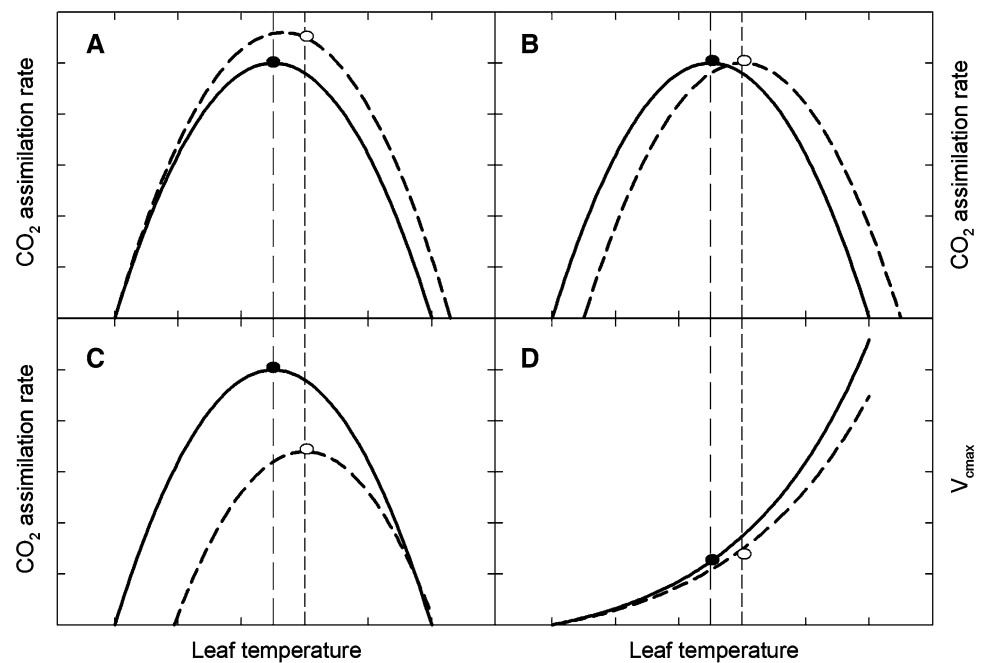 A
B
CO2 assimilation rate
CO2 assimilation rate
C
D
CO2 assimilation rate
Vcmax
Leaf temperature
Leaf temperature